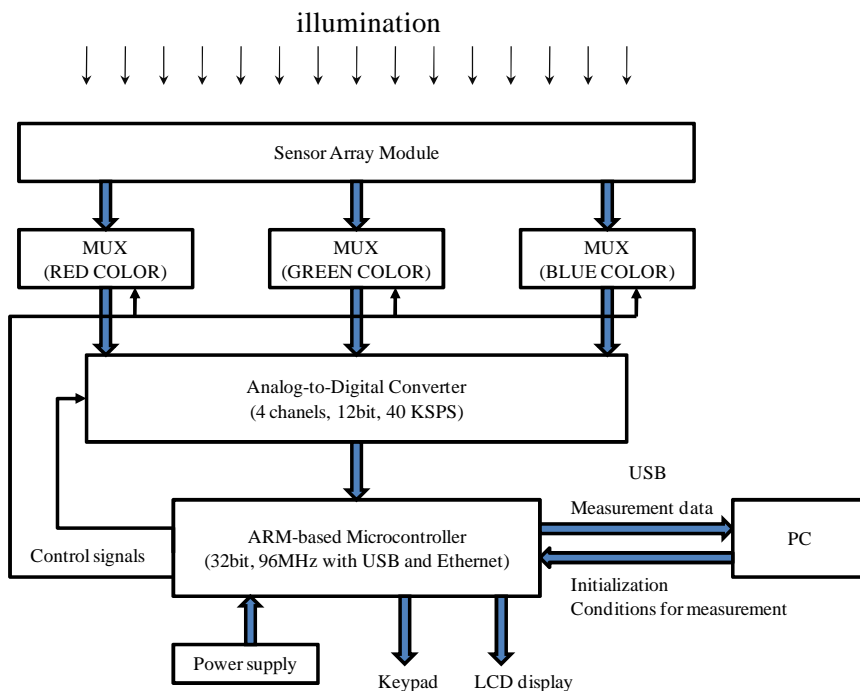 illumination
Sensor Array Module
MUX
(RED COLOR)
MUX
(GREEN COLOR)
MUX
(BLUE COLOR)
Analog-to-Digital Converter
(4 chanels, 12bit, 40 KSPS)
USB
Measurement data
ARM-based Microcontroller
(32bit, 96MHz with USB and Ethernet)
PC
Control signals
Initialization
Conditions for measurement
Power supply
Keypad
LCD display